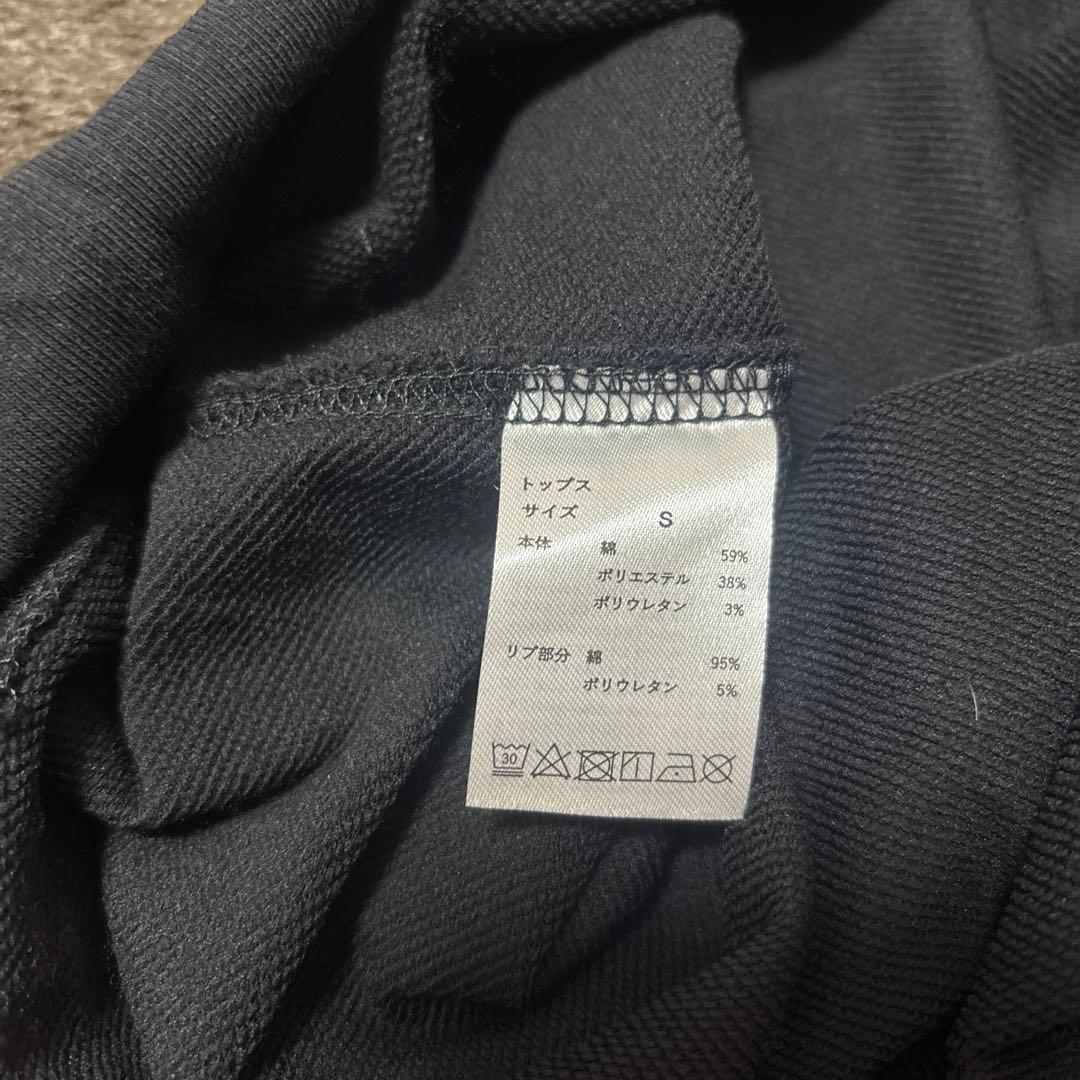 トップス
サイズ S
本体 綿 59%
ポリエステル 38%
ポリウレタン 3%
リブ部分 綿 95%
ポリウレタン 5%
30